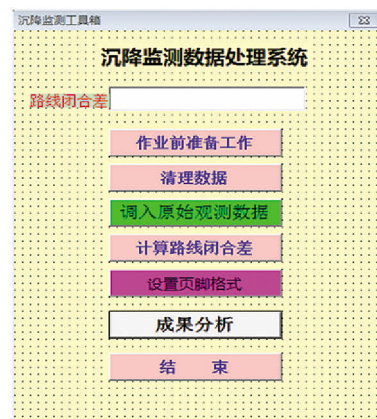 沉降监测工具箱
沉降监测数据处理系统
路线闭合差
作业前准备工作
清理数据
调入原始观测数据
计算路线闭合差
设置页脚格式
成果分析
结 束